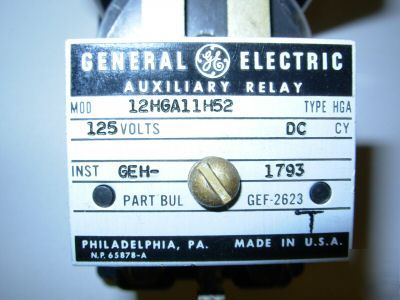 GENERAL GE ELECTRIC
AUXILIARY RELAY
MOD 12HGA11H52 TYPE HGA
125 VOLTS DC CY
INST GEH- 1793
PART BUL GEF-2623
T
PHILADELPHIA, PA. MADE IN U.S.A.
N.P. 65878-A